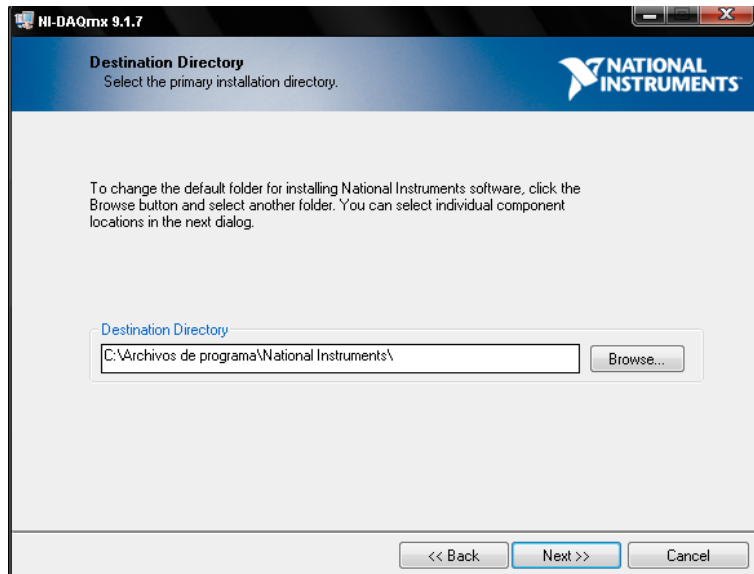 NI-DAQmx 9.1.7
Destination Directory
Select the primary installation directory.
NATIONAL
INSTRUMENTS
To change the default folder for installing National Instruments software, click the
Browse button and select another folder. You can select individual component
locations in the next dialog.
Destination Directory
C:\Archivos de programa\National Instruments\
Browse...
<< Back
Next >>
Cancel